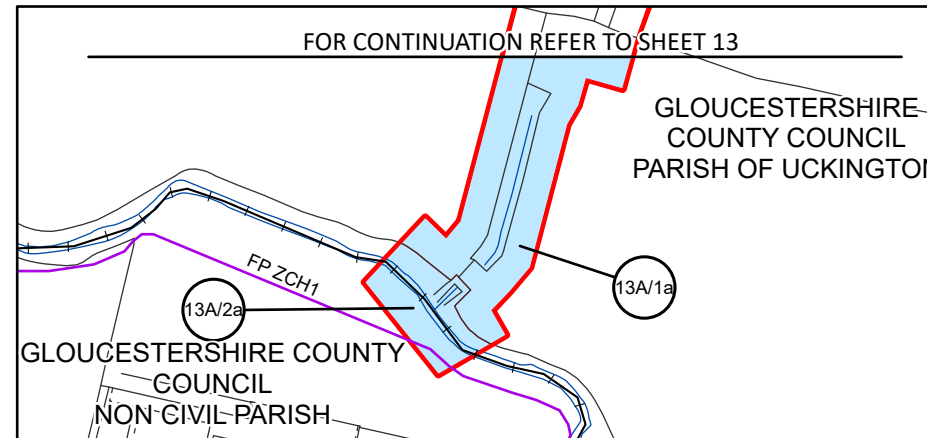 FOR CONTINUATION REFER TO SHEET 13
GLOUCESTERSHIRE
COUNTY COUNCIL
PARISH OF UCKINGTON
13A/1a
FP ZCH1
13A/2a
GLOUCESTERSHIRE COUNTY
COUNCIL
NON CIVIL PARISH